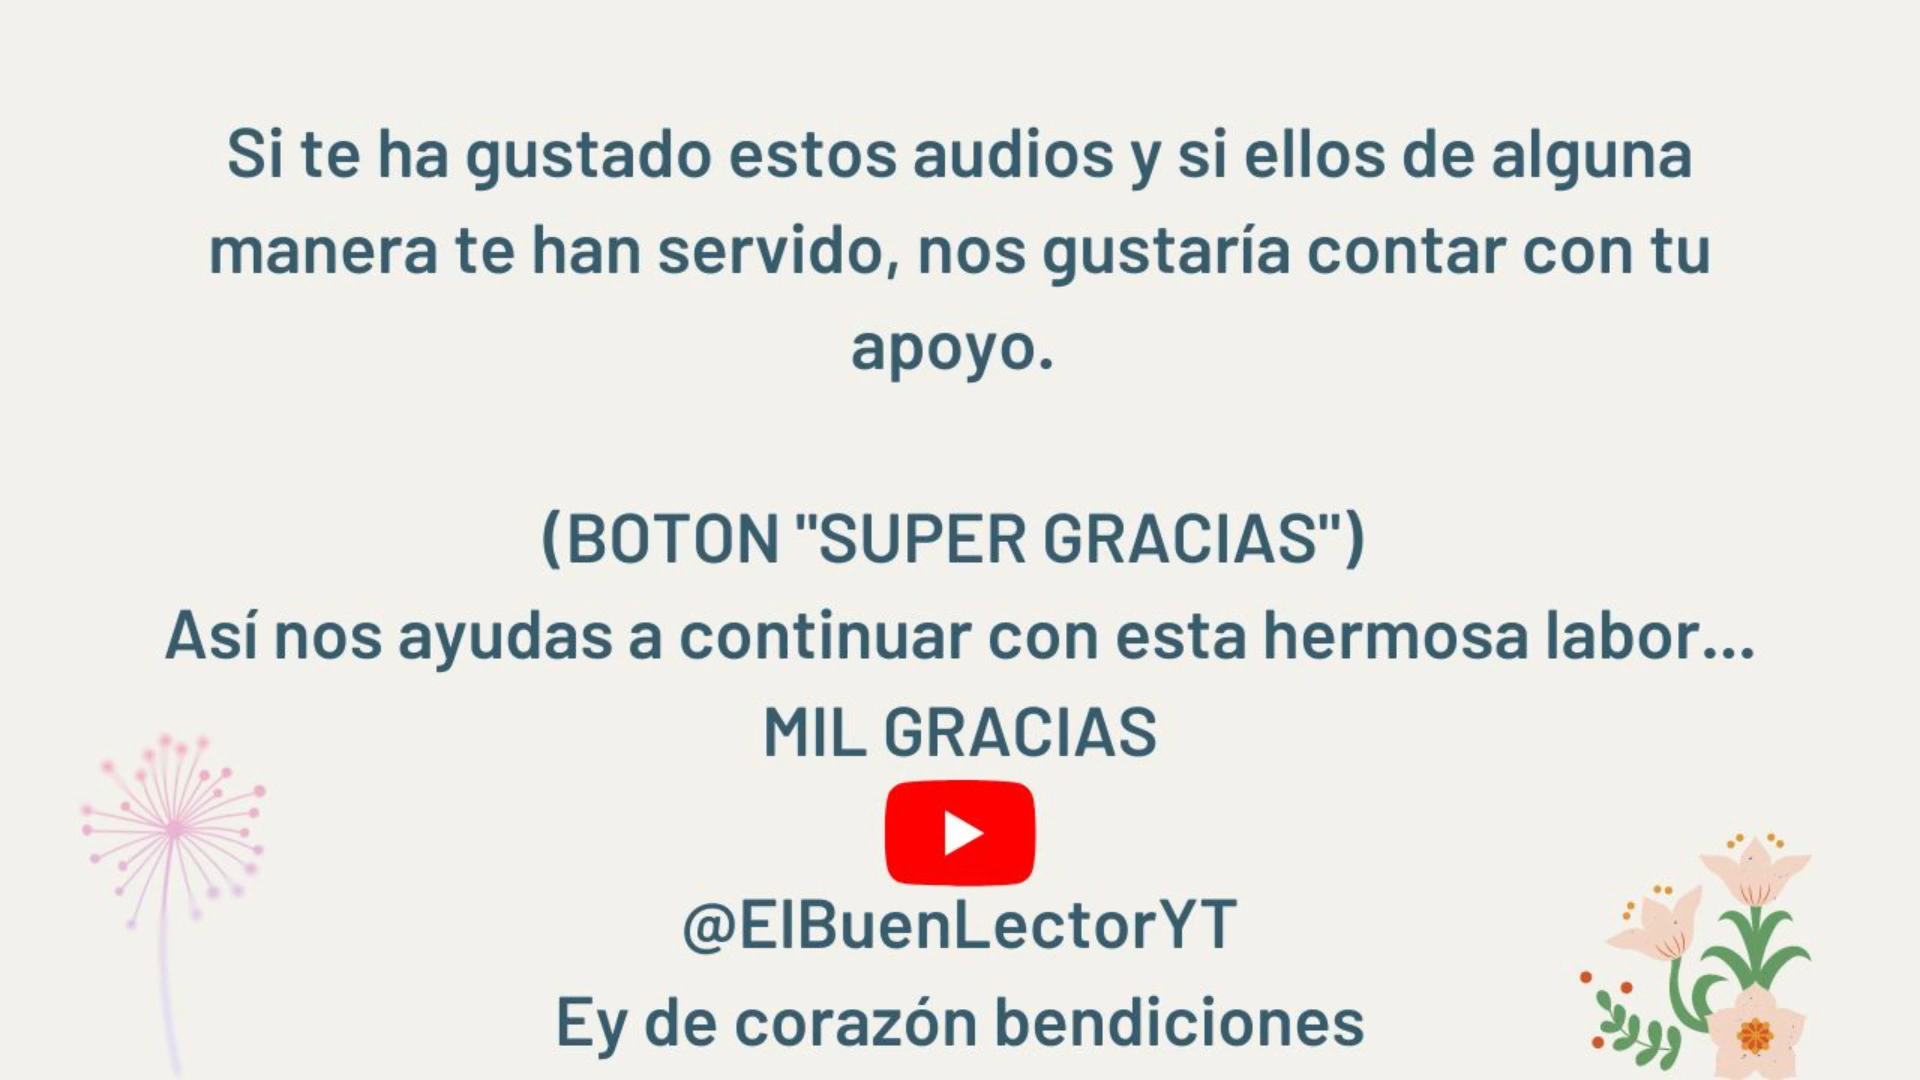 Si te ha gustado estos audios y si ellos de alguna
manera te han servido, nos gustaría contar con tu
apoyo.
(BOTON "SUPER GRACIAS")
Así nos ayudas a continuar con esta hermosa labor...
MIL GRACIAS
@ElBuenLectorYT
Ey de corazón bendiciones